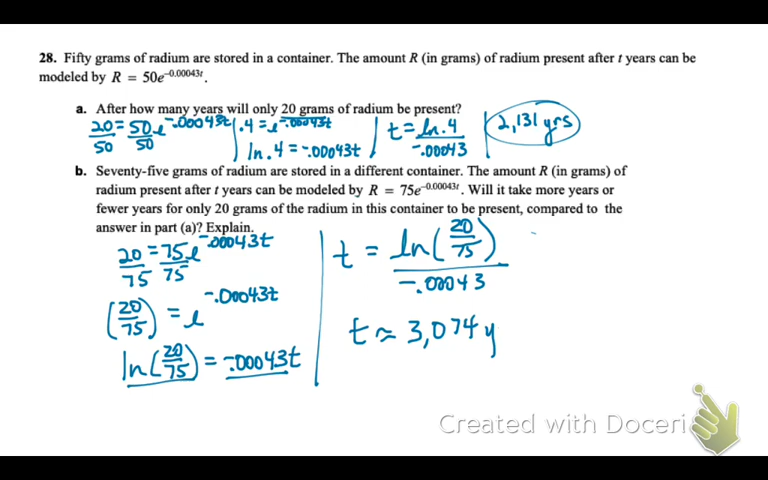 28. Fifty grams of radium are stored in a container. The amount R (in grams) of radium present after t years can be
modeled by R = 50e^−0.00043t.
a. After how many years will only 20 grams of radium be present?
20 = 50e^-.00043t | .4 = e^-.00043t | t = ln.4 | 2,131 yrs
50 50 | ln.4 = -.00043t | -.00043
b. Seventy-five grams of radium are stored in a different container. The amount R (in grams) of
radium present after t years can be modeled by R = 75e^−0.00043t. Will it take more years or
fewer years for only 20 grams of the radium in this container to be present, compared to the
answer in part (a)? Explain.
20 = 75e^-.00043t
75 75
(20/75) = e^-.00043t
ln(20/75) = -.00043t
t = ln(20/75)
-.00043
t ≈ 3,074 y
Created with Doceri